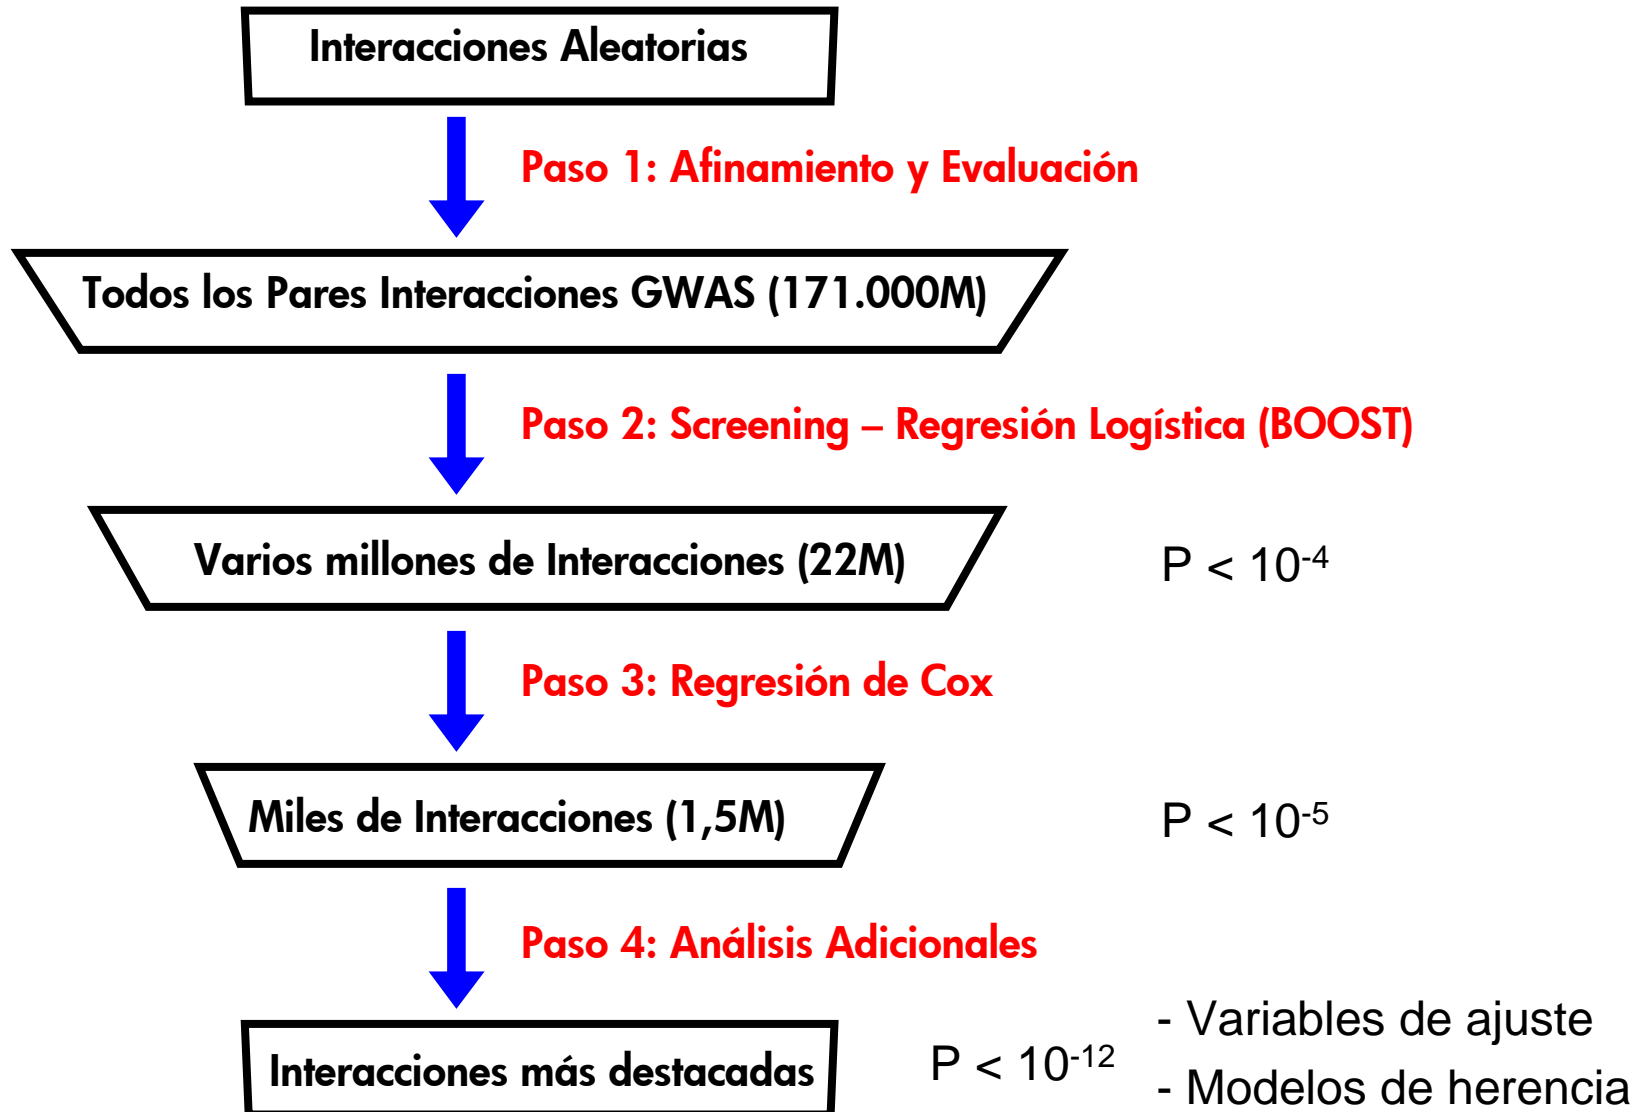 Interacciones Aleatorias
Paso 1: Afinamiento y Evaluación
Todos los Pares Interacciones GWAS (171.000M)
Paso 2: Screening – Regresión Logística (BOOST)
Varios millones de Interacciones (22M)
P < 10-4
Paso 3: Regresión de Cox
Miles de Interacciones (1,5M)
P < 10-5
Paso 4: Análisis Adicionales
Interacciones más destacadas
P < 10-12
- Variables de ajuste
- Modelos de herencia